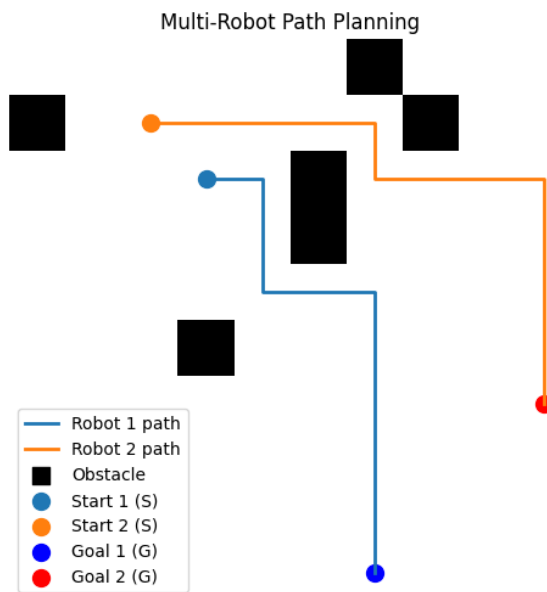 Multi-Robot Path Planning
Robot 1 path
Robot 2 path
Obstacle
Start 1 (S)
Start 2 (S)
Goal 1 (G)
Goal 2 (G)